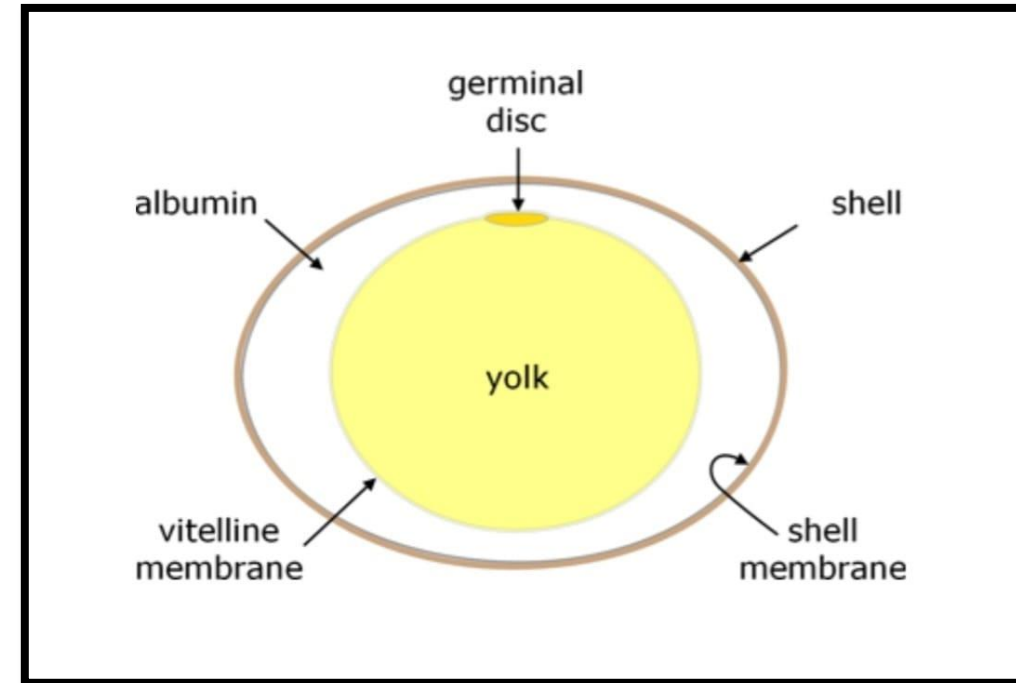 germinal
disc
albumin
shell
yolk
vitelline
membrane
shell
membrane